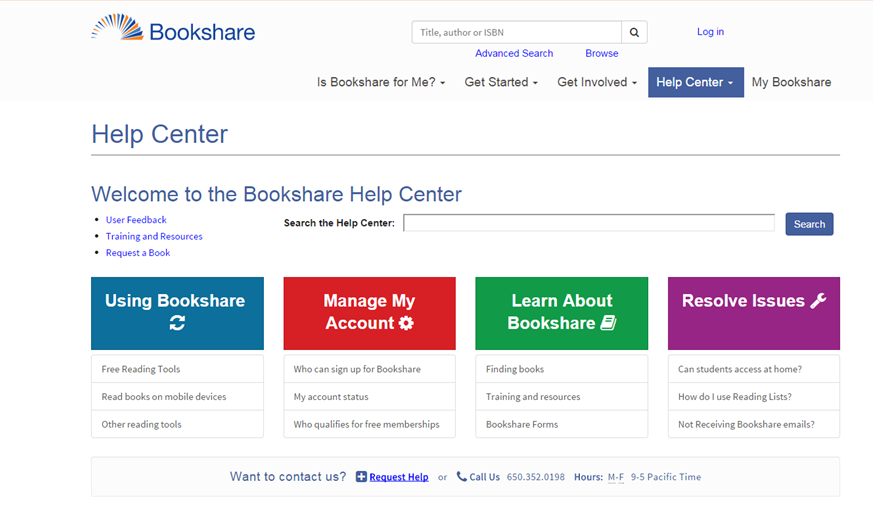 Bookshare
Title, author or ISBN
Log in
Advanced Search Browse
Is Bookshare for Me? Get Started Get Involved Help Center My Bookshare
Help Center
Welcome to the Bookshare Help Center
User Feedback
Training and Resources
Request a Book
Search the Help Center: Search
Using Bookshare
Free Reading Tools
Read books on mobile devices
Other reading tools
Manage My
Account
Who can sign up for Bookshare
My account status
Who qualifies for free memberships
Learn About
Bookshare
Finding books
Training and resources
Bookshare Forms
Resolve Issues
Can students access at home?
How do I use Reading Lists?
Not Receiving Bookshare emails?
Want to contact us? Request Help or Call Us 650.352.0198 Hours: M-F 9-5 Pacific Time